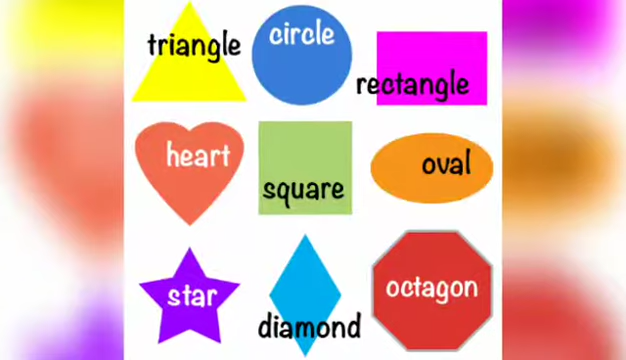 triangle
circle
rectangle
heart
square
oval
star
diamond
octagon